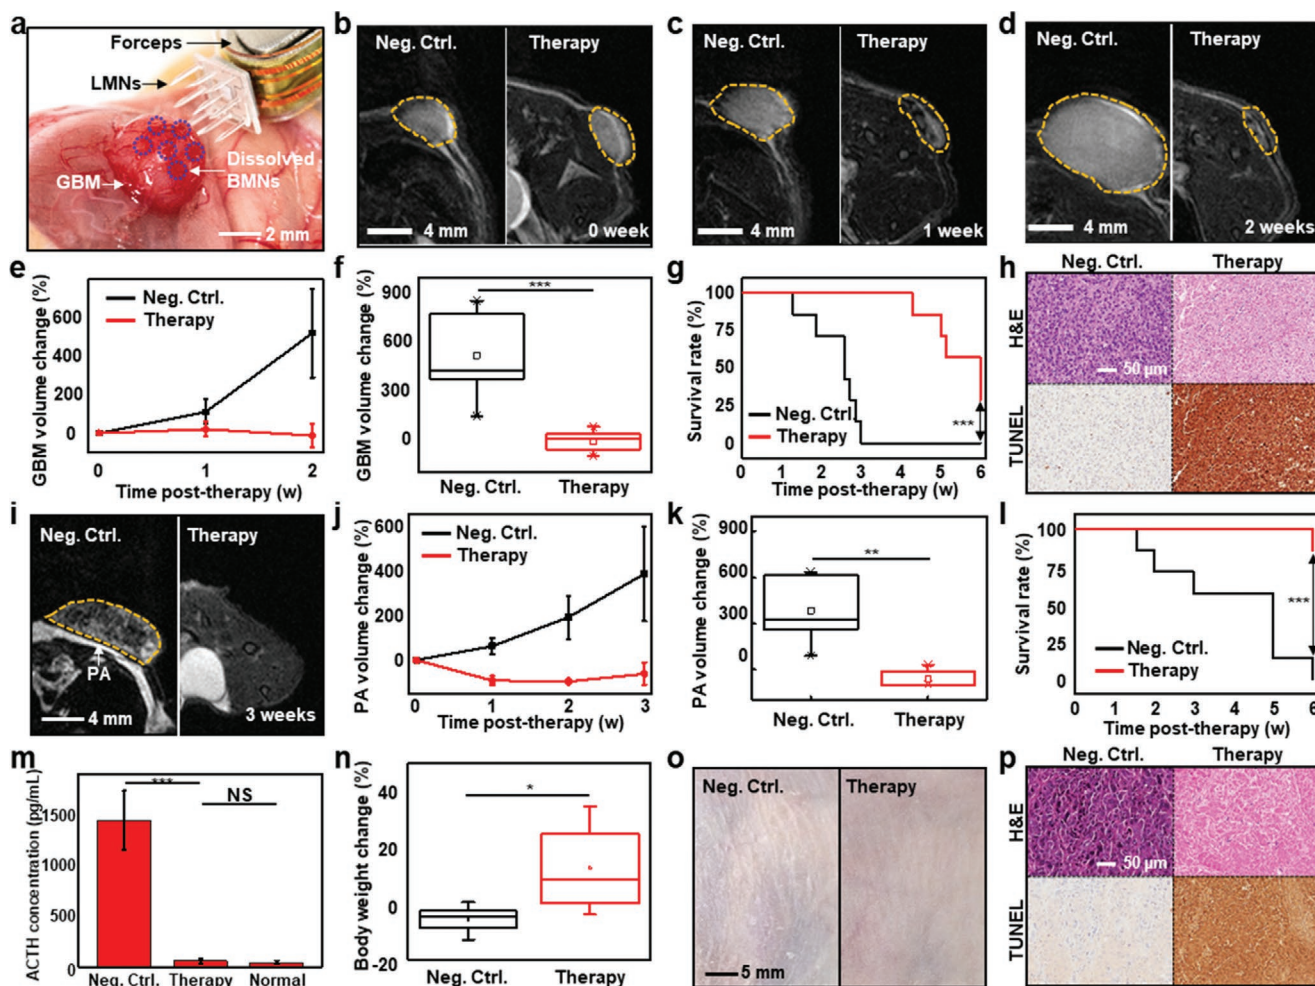 a
Forceps
LMNs
GBM
Dissolved
BMNs
2 mm
b
Neg. Ctrl.
Therapy
4 mm
0 week
c
Neg. Ctrl.
Therapy
4 mm
1 week
d
Neg. Ctrl.
Therapy
4 mm
2 weeks
e
GBM volume change (%)
600
400
200
0
Neg. Ctrl.
Therapy
0
1
2
Time post-therapy (w)
f
GBM volume change (%)
900
600
300
0
***
Neg. Ctrl.
Therapy
g
Survival rate (%)
100
75
50
25
0
Neg. Ctrl.
Therapy
***
0 1 2 3 4 5 6
Time post-therapy (w)
h
Neg. Ctrl.
Therapy
H&E
50 µm
TUNEL
i
Neg. Ctrl.
Therapy
PA
4 mm
3 weeks
j
PA volume change (%)
600
400
200
0
Neg. Ctrl.
Therapy
0
1
2
3
Time post-therapy (w)
k
PA volume change (%)
900
600
300
0
**
Neg. Ctrl.
Therapy
l
Survival rate (%)
100
75
50
25
0
Neg. Ctrl.
Therapy
***
0 1 2 3 4 5 6
Time post-therapy (w)
m
ACTH concentration (pg/mL)
1500
1000
500
0
***
NS
Neg. Ctrl.
Therapy
Normal
n
Body weight change (%)
40
20
0
-20
*
Neg. Ctrl.
Therapy
o
Neg. Ctrl.
Therapy
5 mm
p
Neg. Ctrl.
Therapy
H&E
50 µm
TUNEL